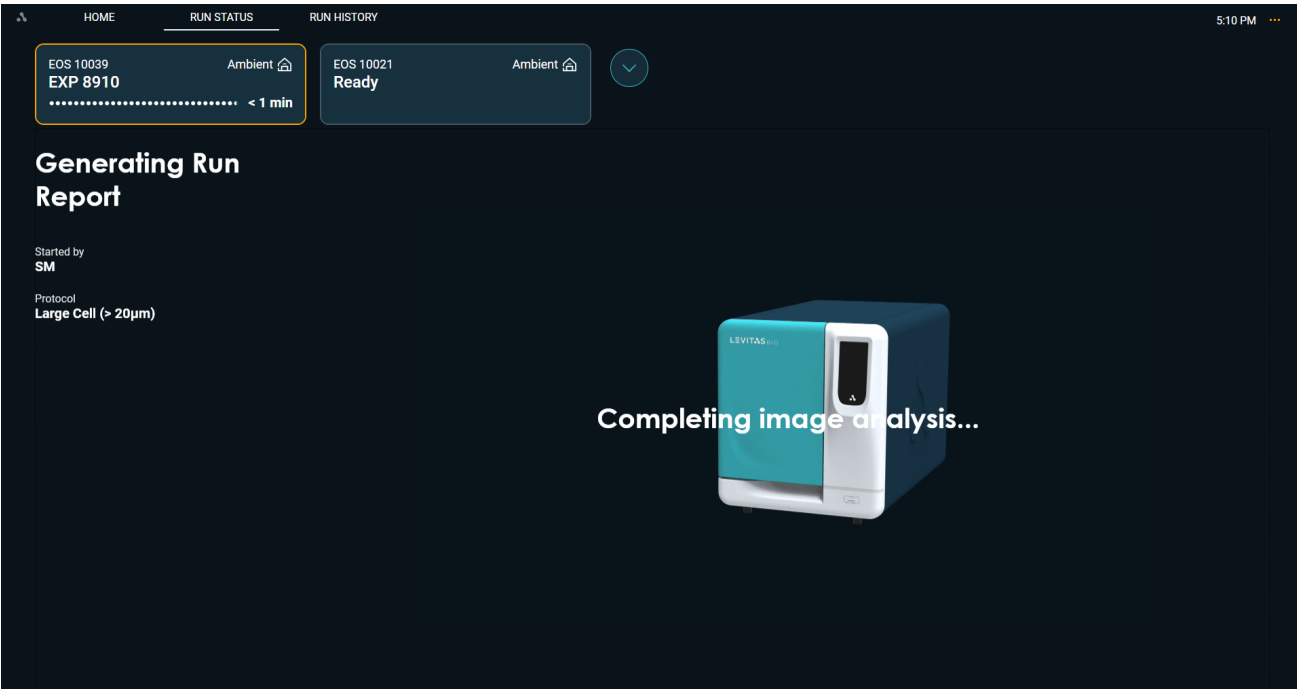 HOME RUN STATUS RUN HISTORY 5:10 PM
EOS 10039 Ambient
EXP 8910
< 1 min
EOS 10021 Ambient
Ready
Generating Run
Report
Started by
SM
Protocol
Large Cell (> 20µm)
LEVITAS BIO
Completing image analysis...